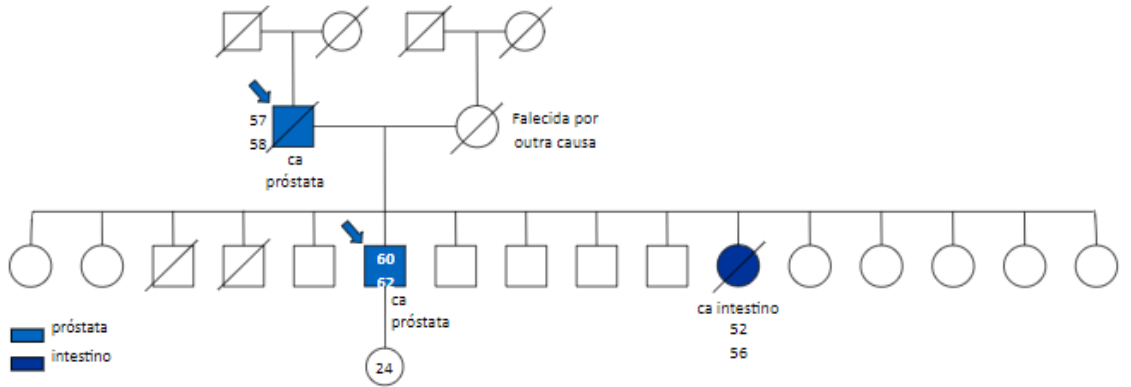 57
58
ca
próstata
Falecida por
outra causa
60
62
ca
próstata
24
ca intestino
52
56
próstata
intestino